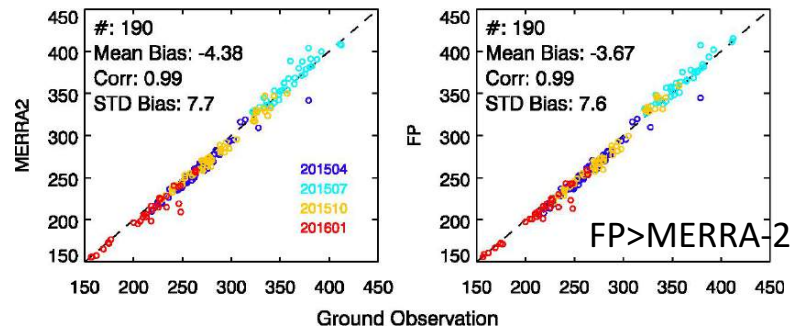 #: 190
Mean Bias: -4.38
Corr: 0.99
STD Bias: 7.7
MERRA2
450
400
350
300
250
200
150
201504
201507
201510
201601
150 200 250 300 350 400 450
#: 190
Mean Bias: -3.67
Corr: 0.99
STD Bias: 7.6
FP
450
400
350
300
250
200
150
FP>MERRA-2
150 200 250 300 350 400 450
Ground Observation